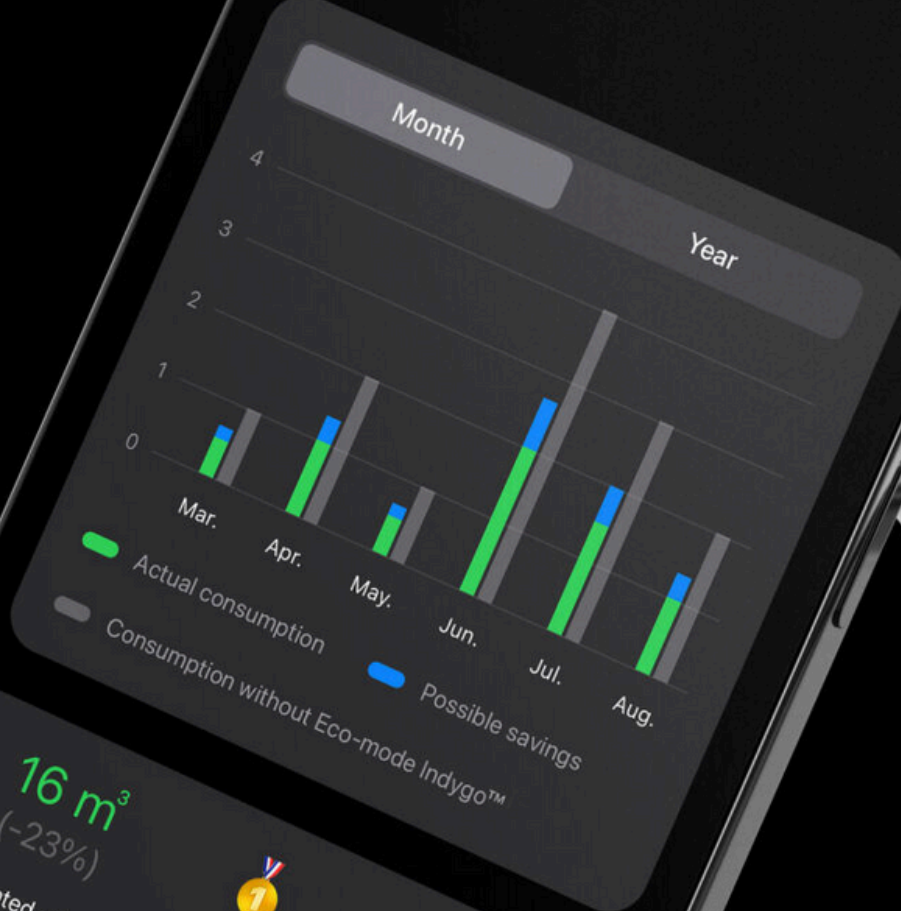 Month
Year
4
3
2
1
0
Mar.
Apr.
May.
Jun.
Jul.
Aug.
Actual consumption
Possible savings
Consumption without Eco-mode Indygo™
16 m³
(-23%)
1